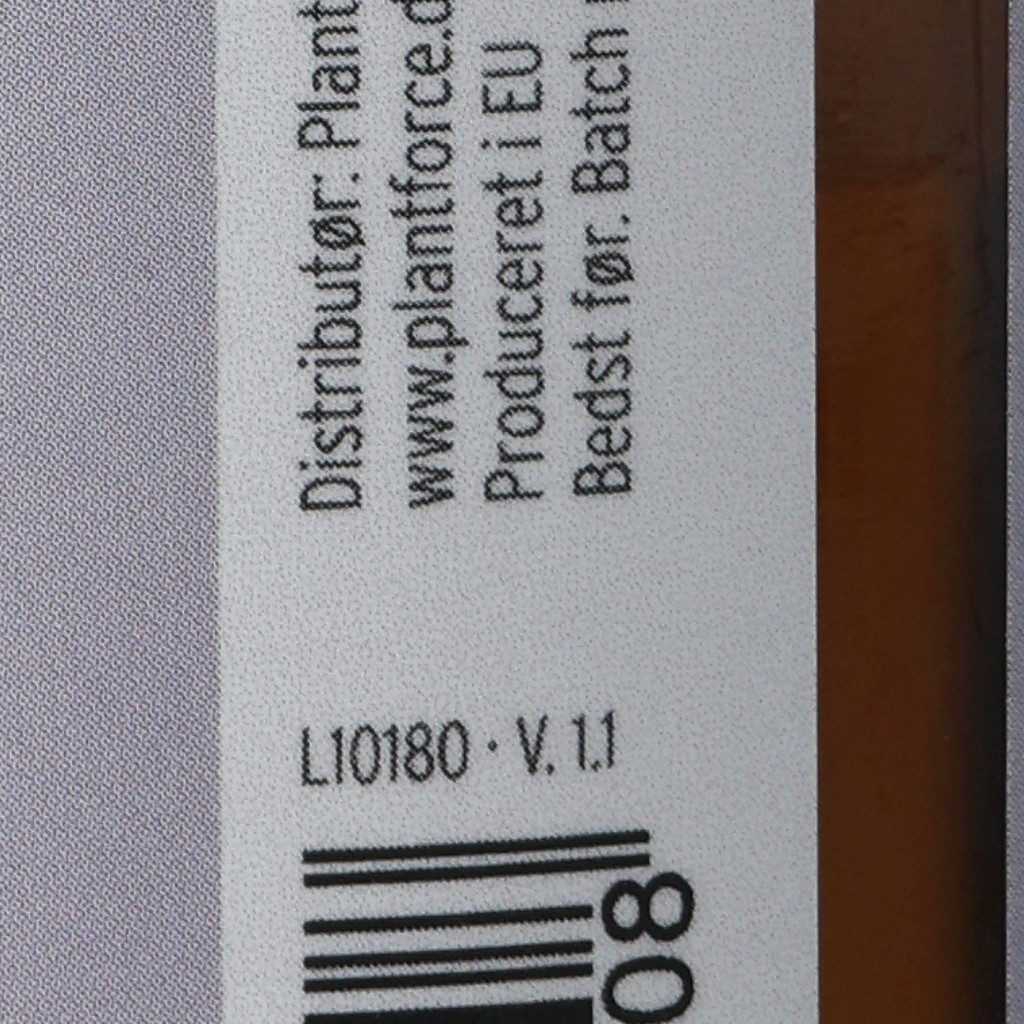 Distributør: Plant
www.plantforce.d
Produceret i EU
Bedst før. Batch
L10180 · V. 1.1
08